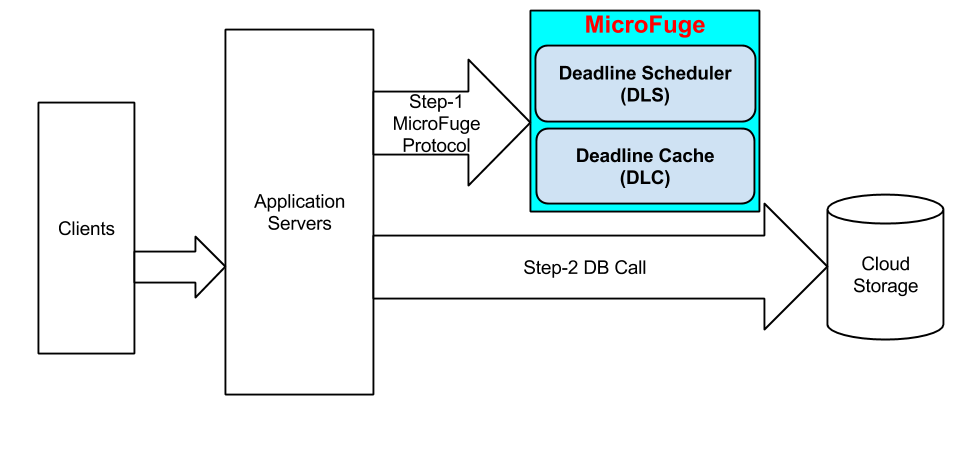 MicroFuge
Deadline Scheduler
(DLS)
Deadline Cache
(DLC)
Step-1
MicroFuge
Protocol
Clients
Application
Servers
Step-2 DB Call
Cloud
Storage